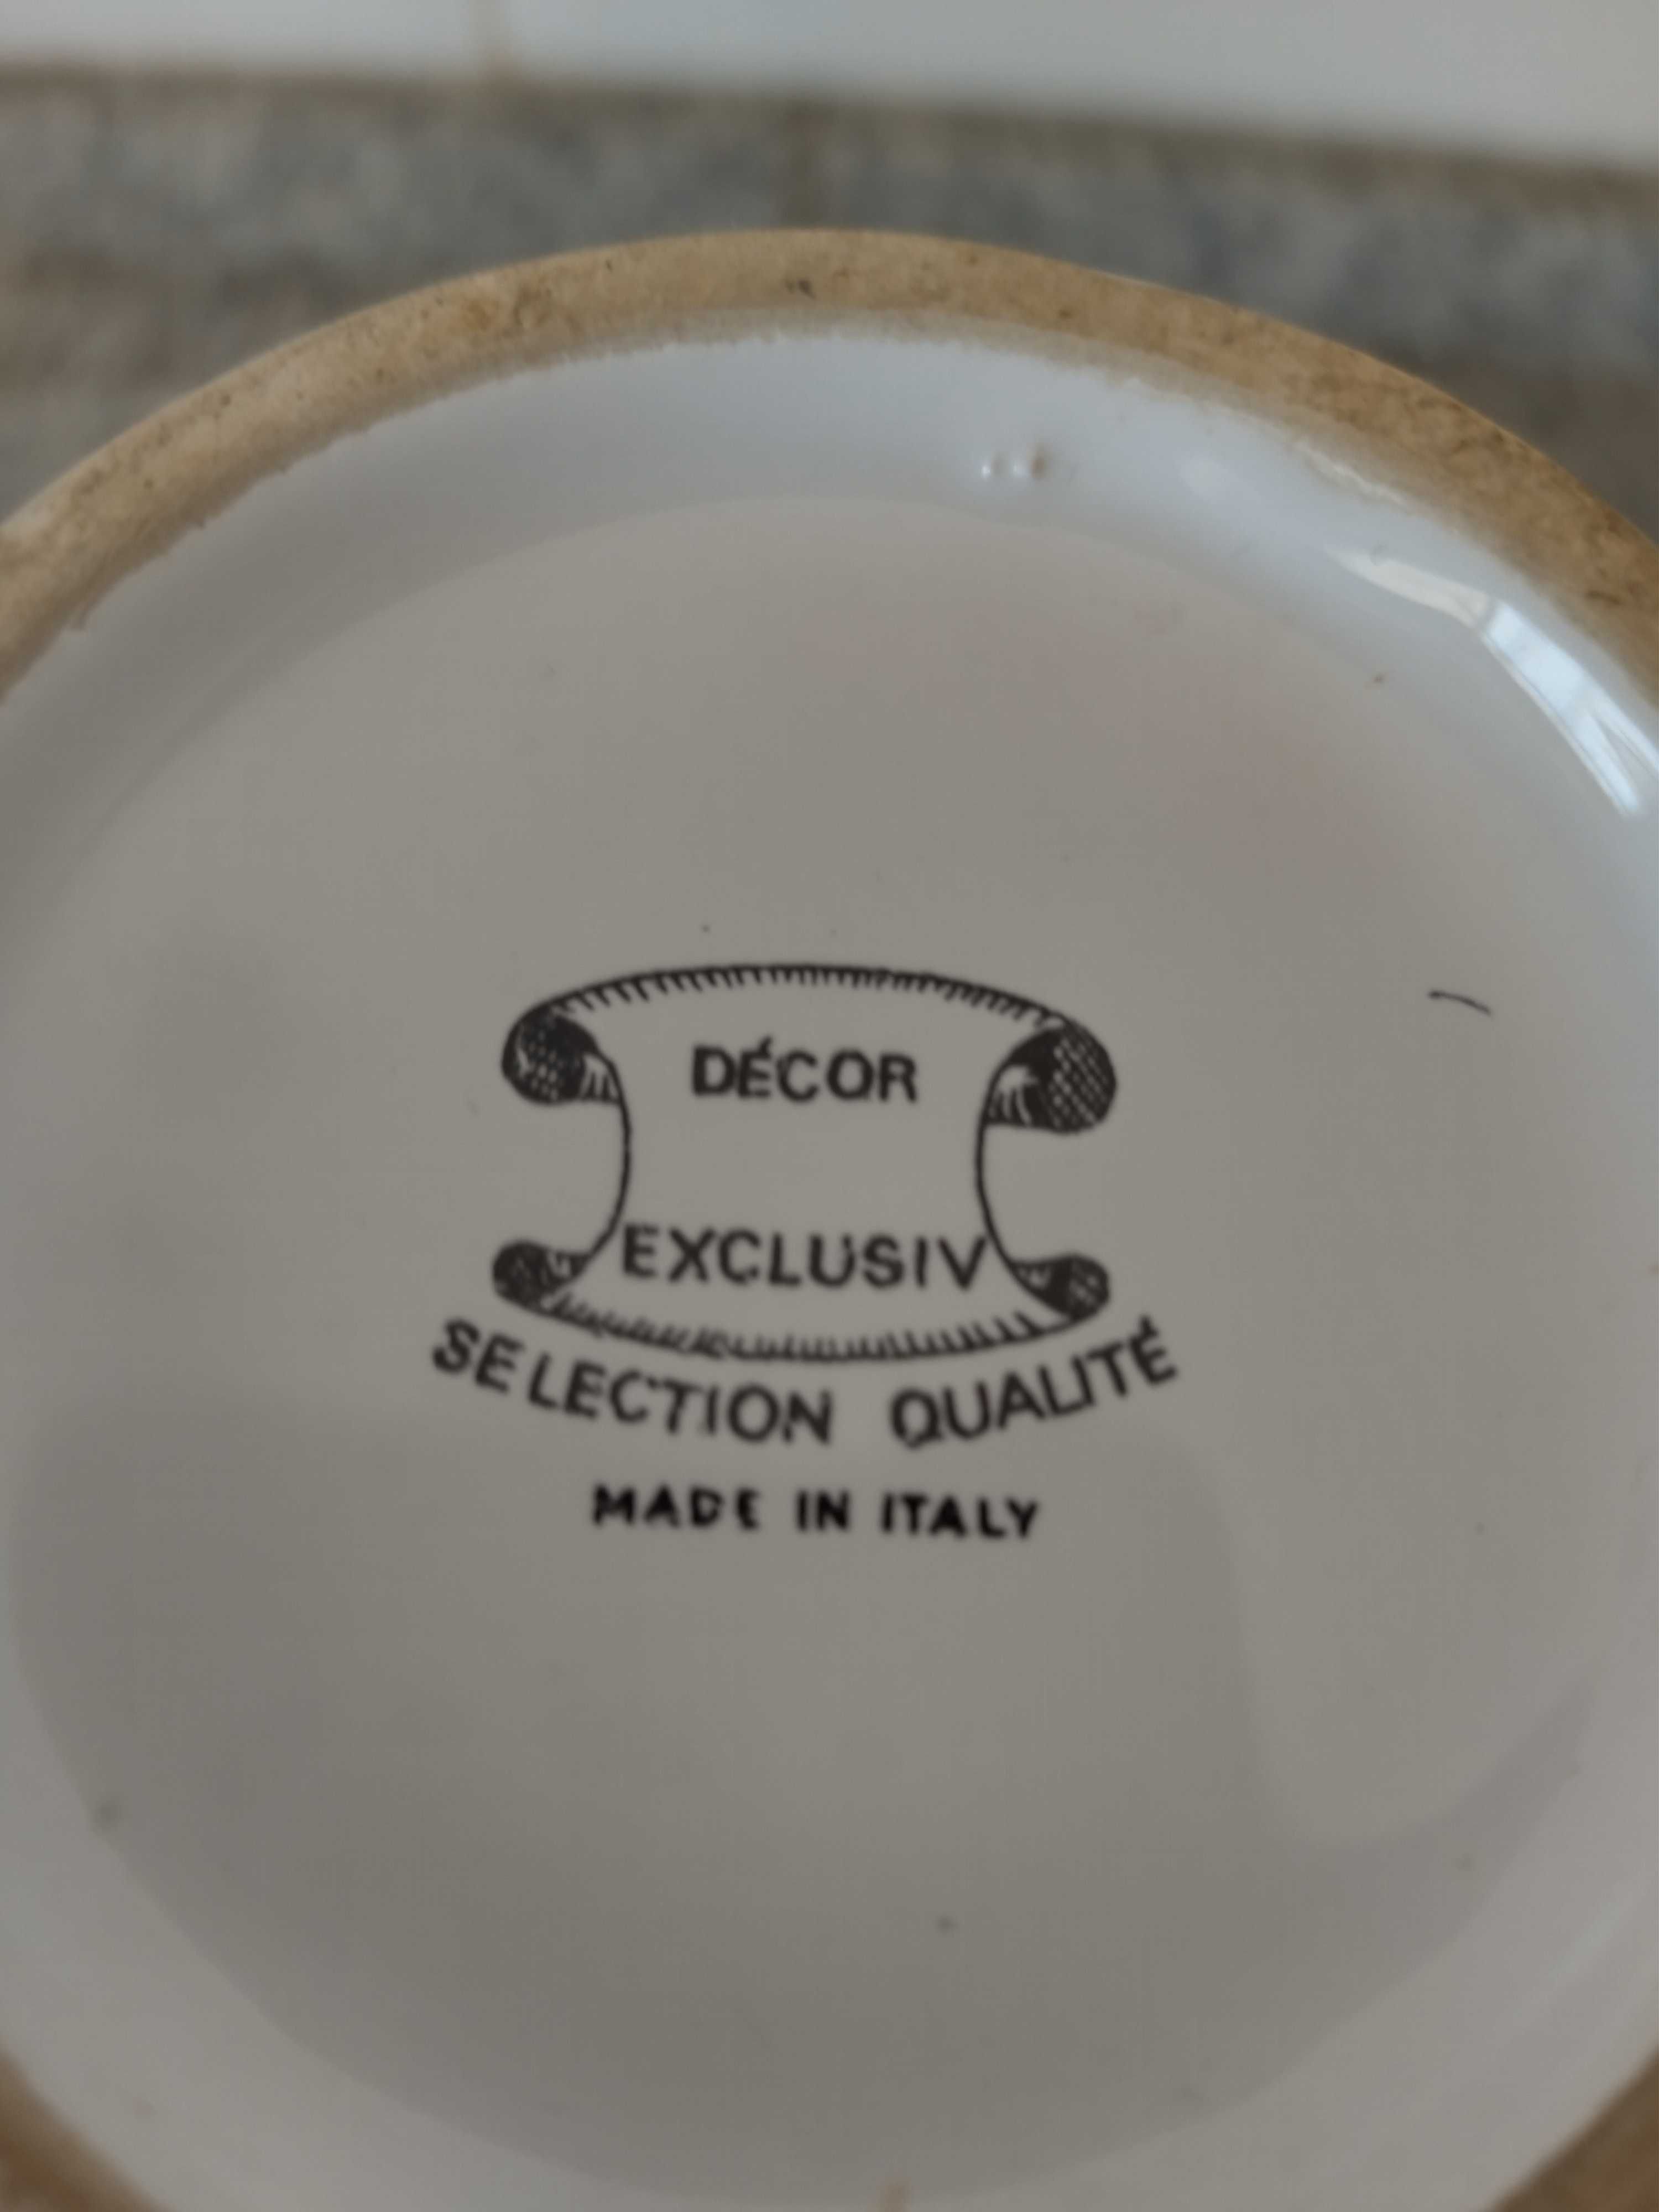 DÉCOR
EXCLUSIV
SELECTION QUALITÉ
MADE IN ITALY